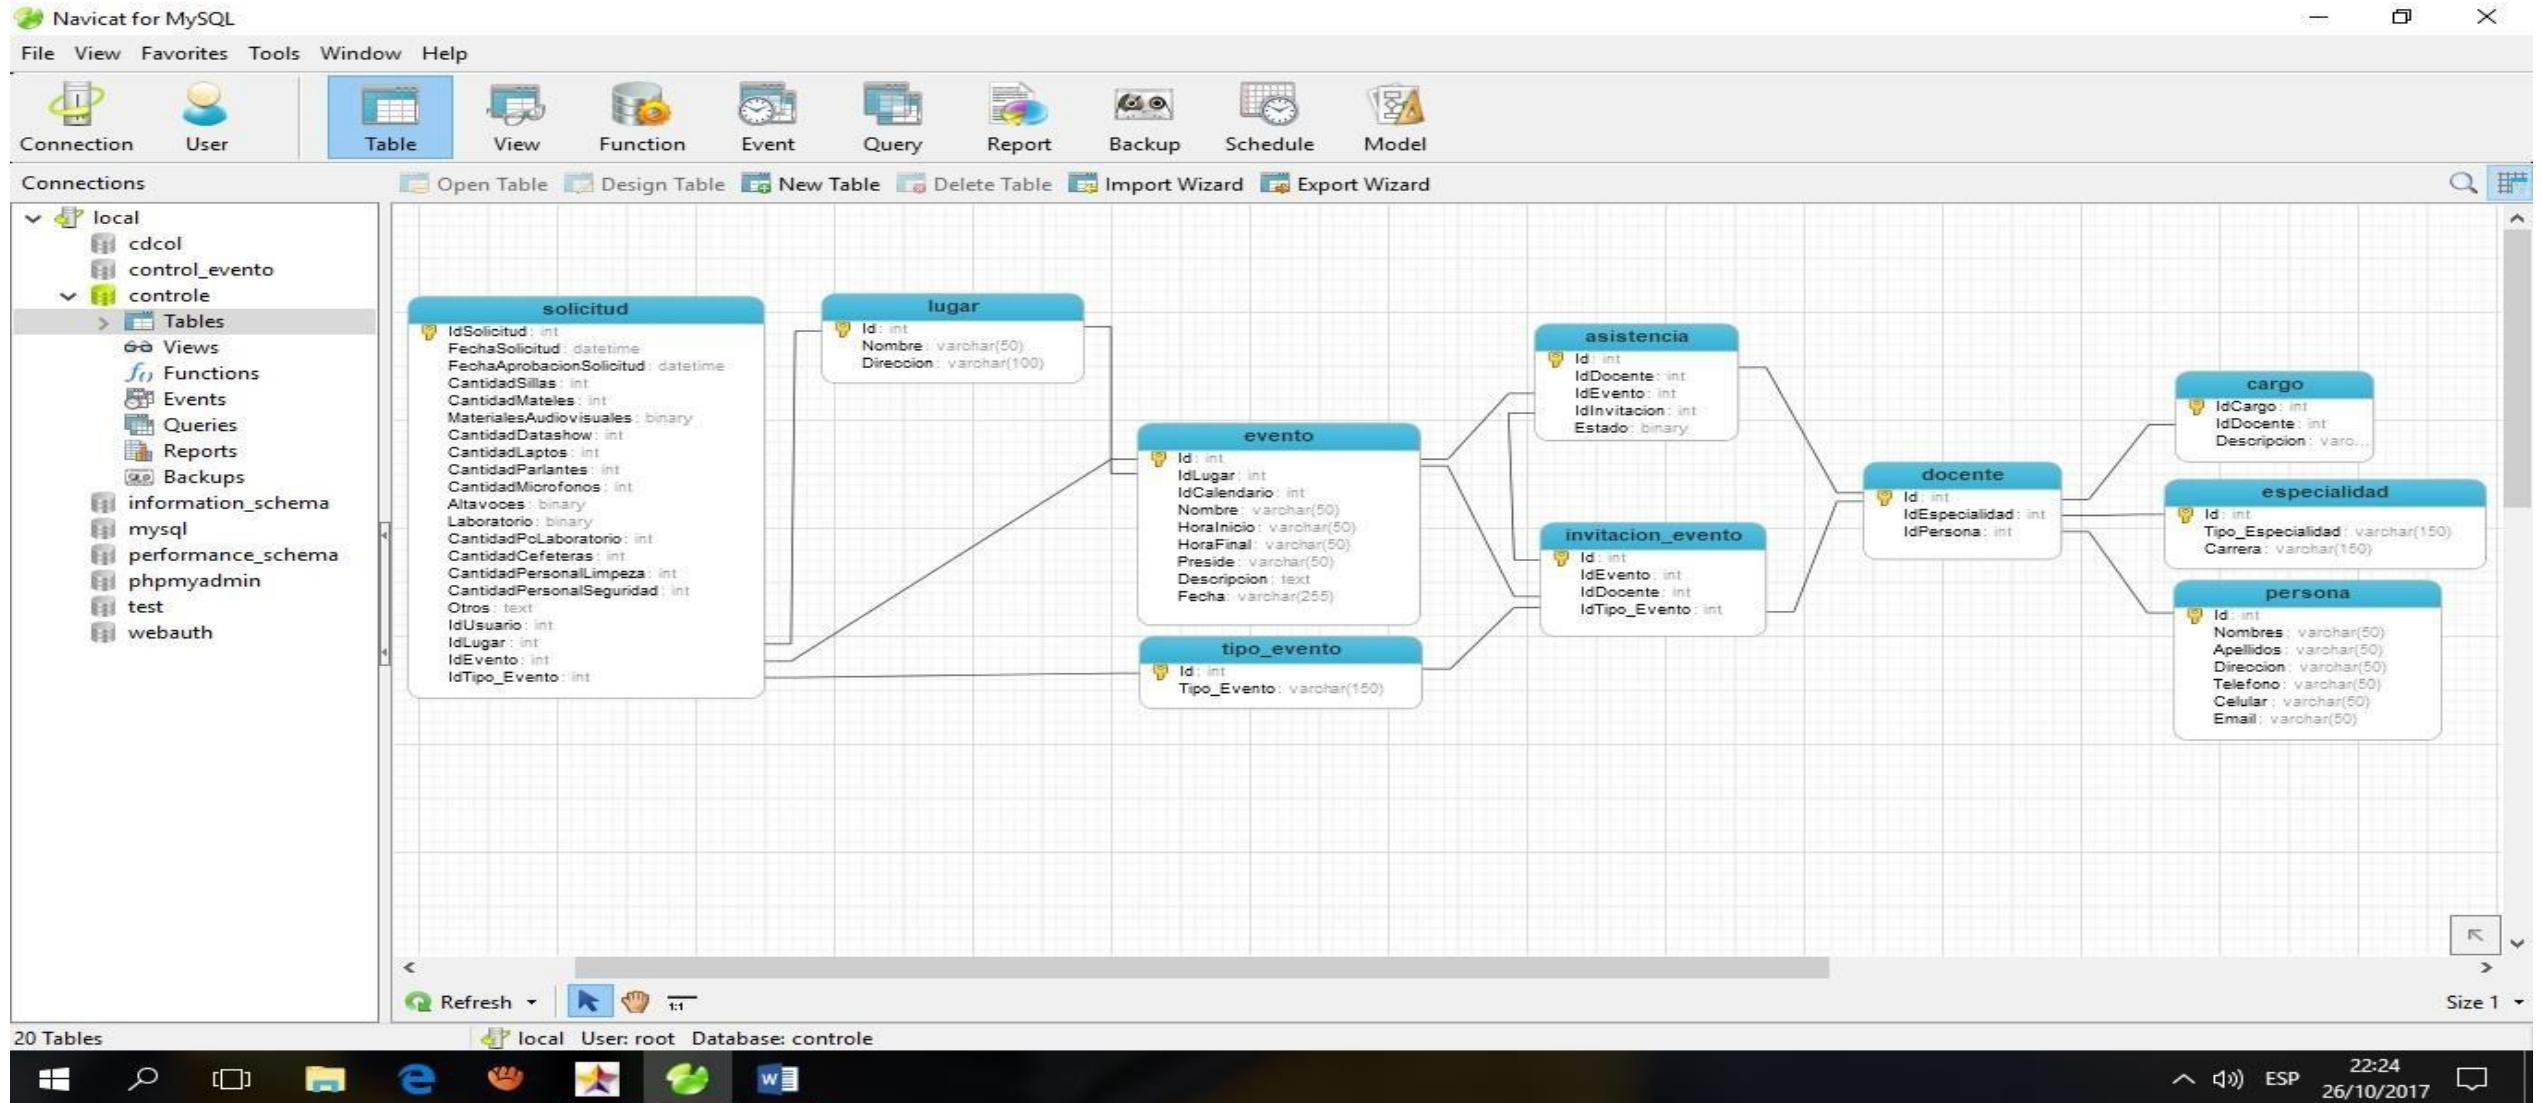 Navicat for MySQL
File View Favorites Tools Window Help
Connection User Table View Function Event Query Report Backup Schedule Model
Connections
Open Table Design Table New Table Delete Table Import Wizard Export Wizard
local
cdcol
control_evento
controle
Tables
Views
Functions
Events
Queries
Reports
Backups
information_schema
mysql
performance_schema
phpmyadmin
test
webauth
solicitud
IdSolicitud: int
FechaSolicitud: datetime
FechaAprobacionSolicitud: datetime
CantidadSillas: int
CantidadMateles: int
MaterialesAudiovisuales: binary
CantidadDatashow: int
CantidadLaptos: int
CantidadParlantes: int
CantidadMicrofonos: int
Altavoces: binary
Laboratorio: binary
CantidadPcLaboratorio: int
CantidadCefeteras: int
CantidadPersonalLimpeza: int
CantidadPersonalSeguridad: int
Otros: text
IdUsuario: int
IdLugar: int
IdEvento: int
IdTipo_Evento: int
lugar
Id: int
Nombre: varchar(50)
Direccion: varchar(100)
evento
Id: int
IdLugar: int
IdCalendario: int
Nombre: varchar(50)
HoraInicio: varchar(50)
HoraFinal: varchar(50)
Preside: varchar(50)
Descripcion: text
Fecha: varchar(255)
tipo_evento
Id: int
Tipo_Evento: varchar(150)
asistencia
Id: int
IdDocente: int
IdEvento: int
IdInvitacion: int
Estado: binary
invitacion_evento
Id: int
IdEvento: int
IdDocente: int
IdTipo_Evento: int
docente
Id: int
IdEspecialidad: int
IdPersona: int
cargo
IdCargo: int
IdDocente: int
Descripcion: varc...
especialidad
Id: int
Tipo_Especialidad: varchar(150)
Carrera: varchar(150)
persona
Id: int
Nombres: varchar(50)
Apellidos: varchar(50)
Direccion: varchar(50)
Telefono: varchar(50)
Celular: varchar(50)
Email: varchar(50)
Refresh 1:1 Size 1
20 Tables local User: root Database: controle
ESP 22:24
26/10/2017